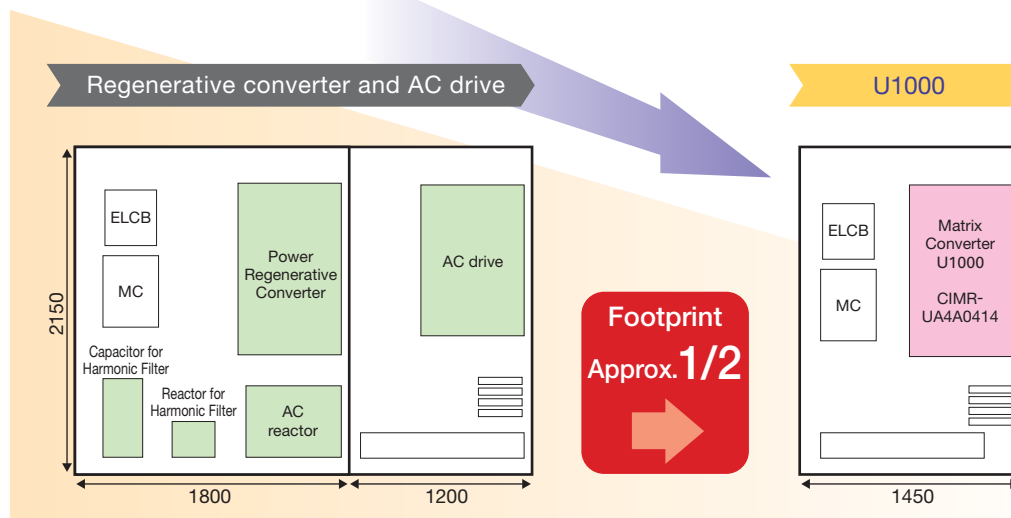 Regenerative converter and AC drive
U1000
ELCB
MC
Power
Regenerative
Converter
AC drive
Capacitor for
Harmonic Filter
Reactor for
Harmonic Filter
AC
reactor
2150
1800
1200
Footprint
Approx.1/2
ELCB
MC
Matrix
Converter
U1000
CIMR-
UA4A0414
1450